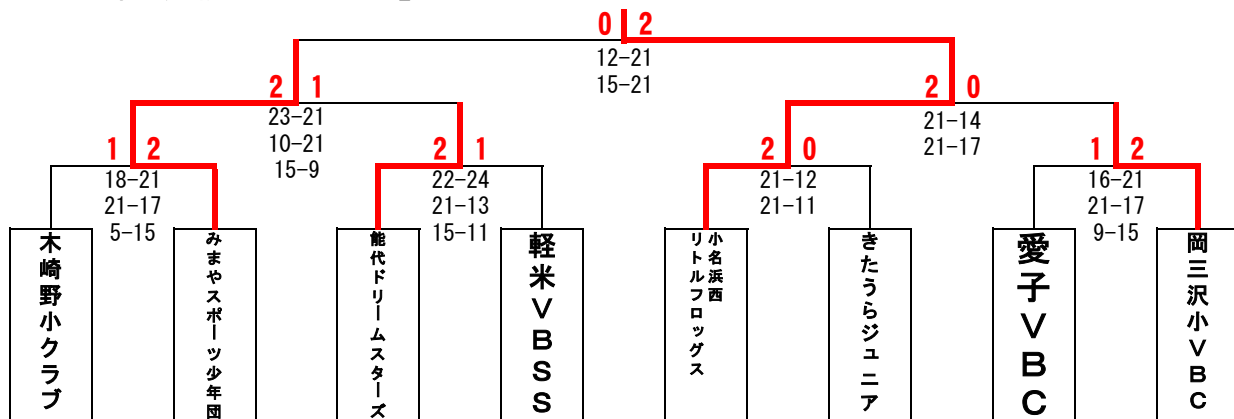 0 2
12-21
15-21
2 1
23-21
10-21
15-9
2 0
21-14
21-17
1 2
18-21
21-17
5-15
2 1
22-24
21-13
15-11
2 0
21-12
21-11
1 2
16-21
21-17
9-15
木崎野小クラブ
みまやスポーツ少年団
能代ドリームスターズ
軽米VBSS
小名浜西
リトルフロッグス
きたうらジュニア
愛子VBC
岡三沢小VBC